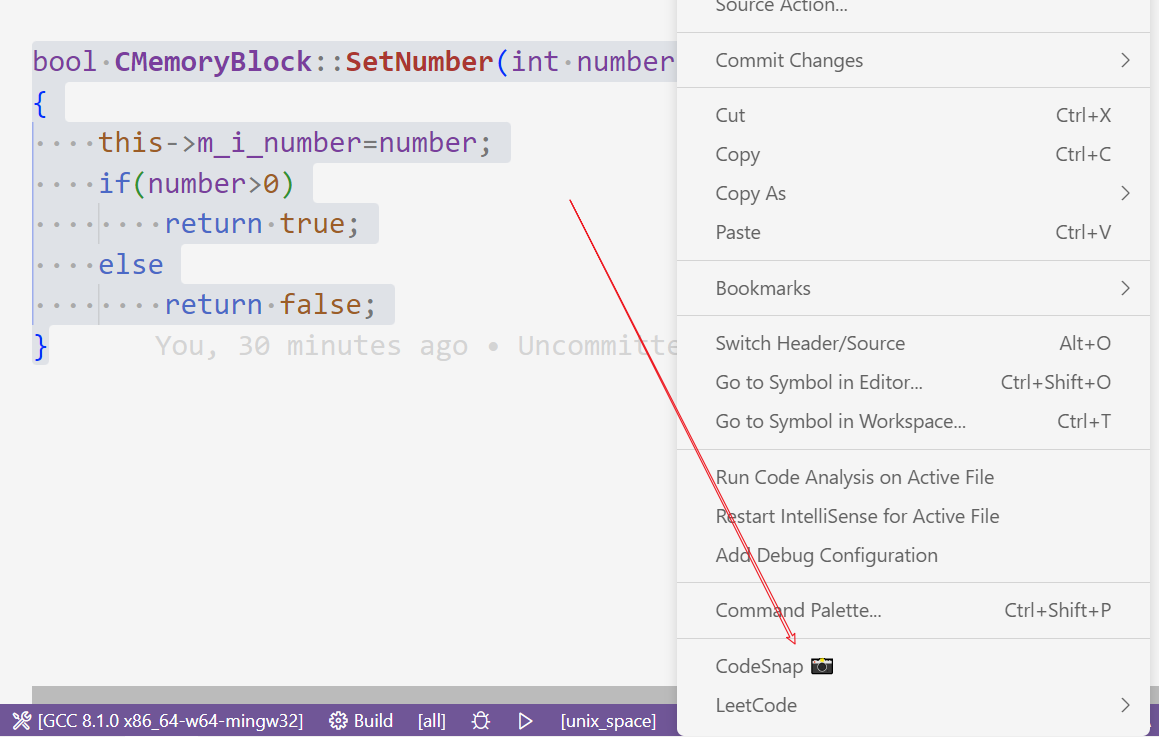 Source Action...
bool CMemoryBlock::SetNumber(int number
{
    this->m_i_number=number;
    if(number>0)
        return true;
    else
        return false;
}
You, 30 minutes ago • Uncommitte
Commit Changes
Cut Ctrl+X
Copy Ctrl+C
Copy As
Paste Ctrl+V
Bookmarks
Switch Header/Source Alt+O
Go to Symbol in Editor... Ctrl+Shift+O
Go to Symbol in Workspace... Ctrl+T
Run Code Analysis on Active File
Restart IntelliSense for Active File
Add Debug Configuration
Command Palette... Ctrl+Shift+P
CodeSnap 📷
LeetCode
[GCC 8.1.0 x86_64-w64-mingw32] Build [all] [unix_space]